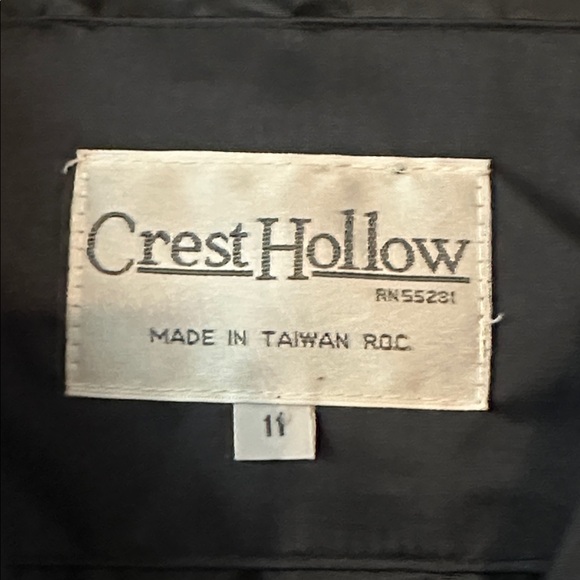 Crest Hollow
RN55231
MADE IN TAIWAN R.O.C.
11